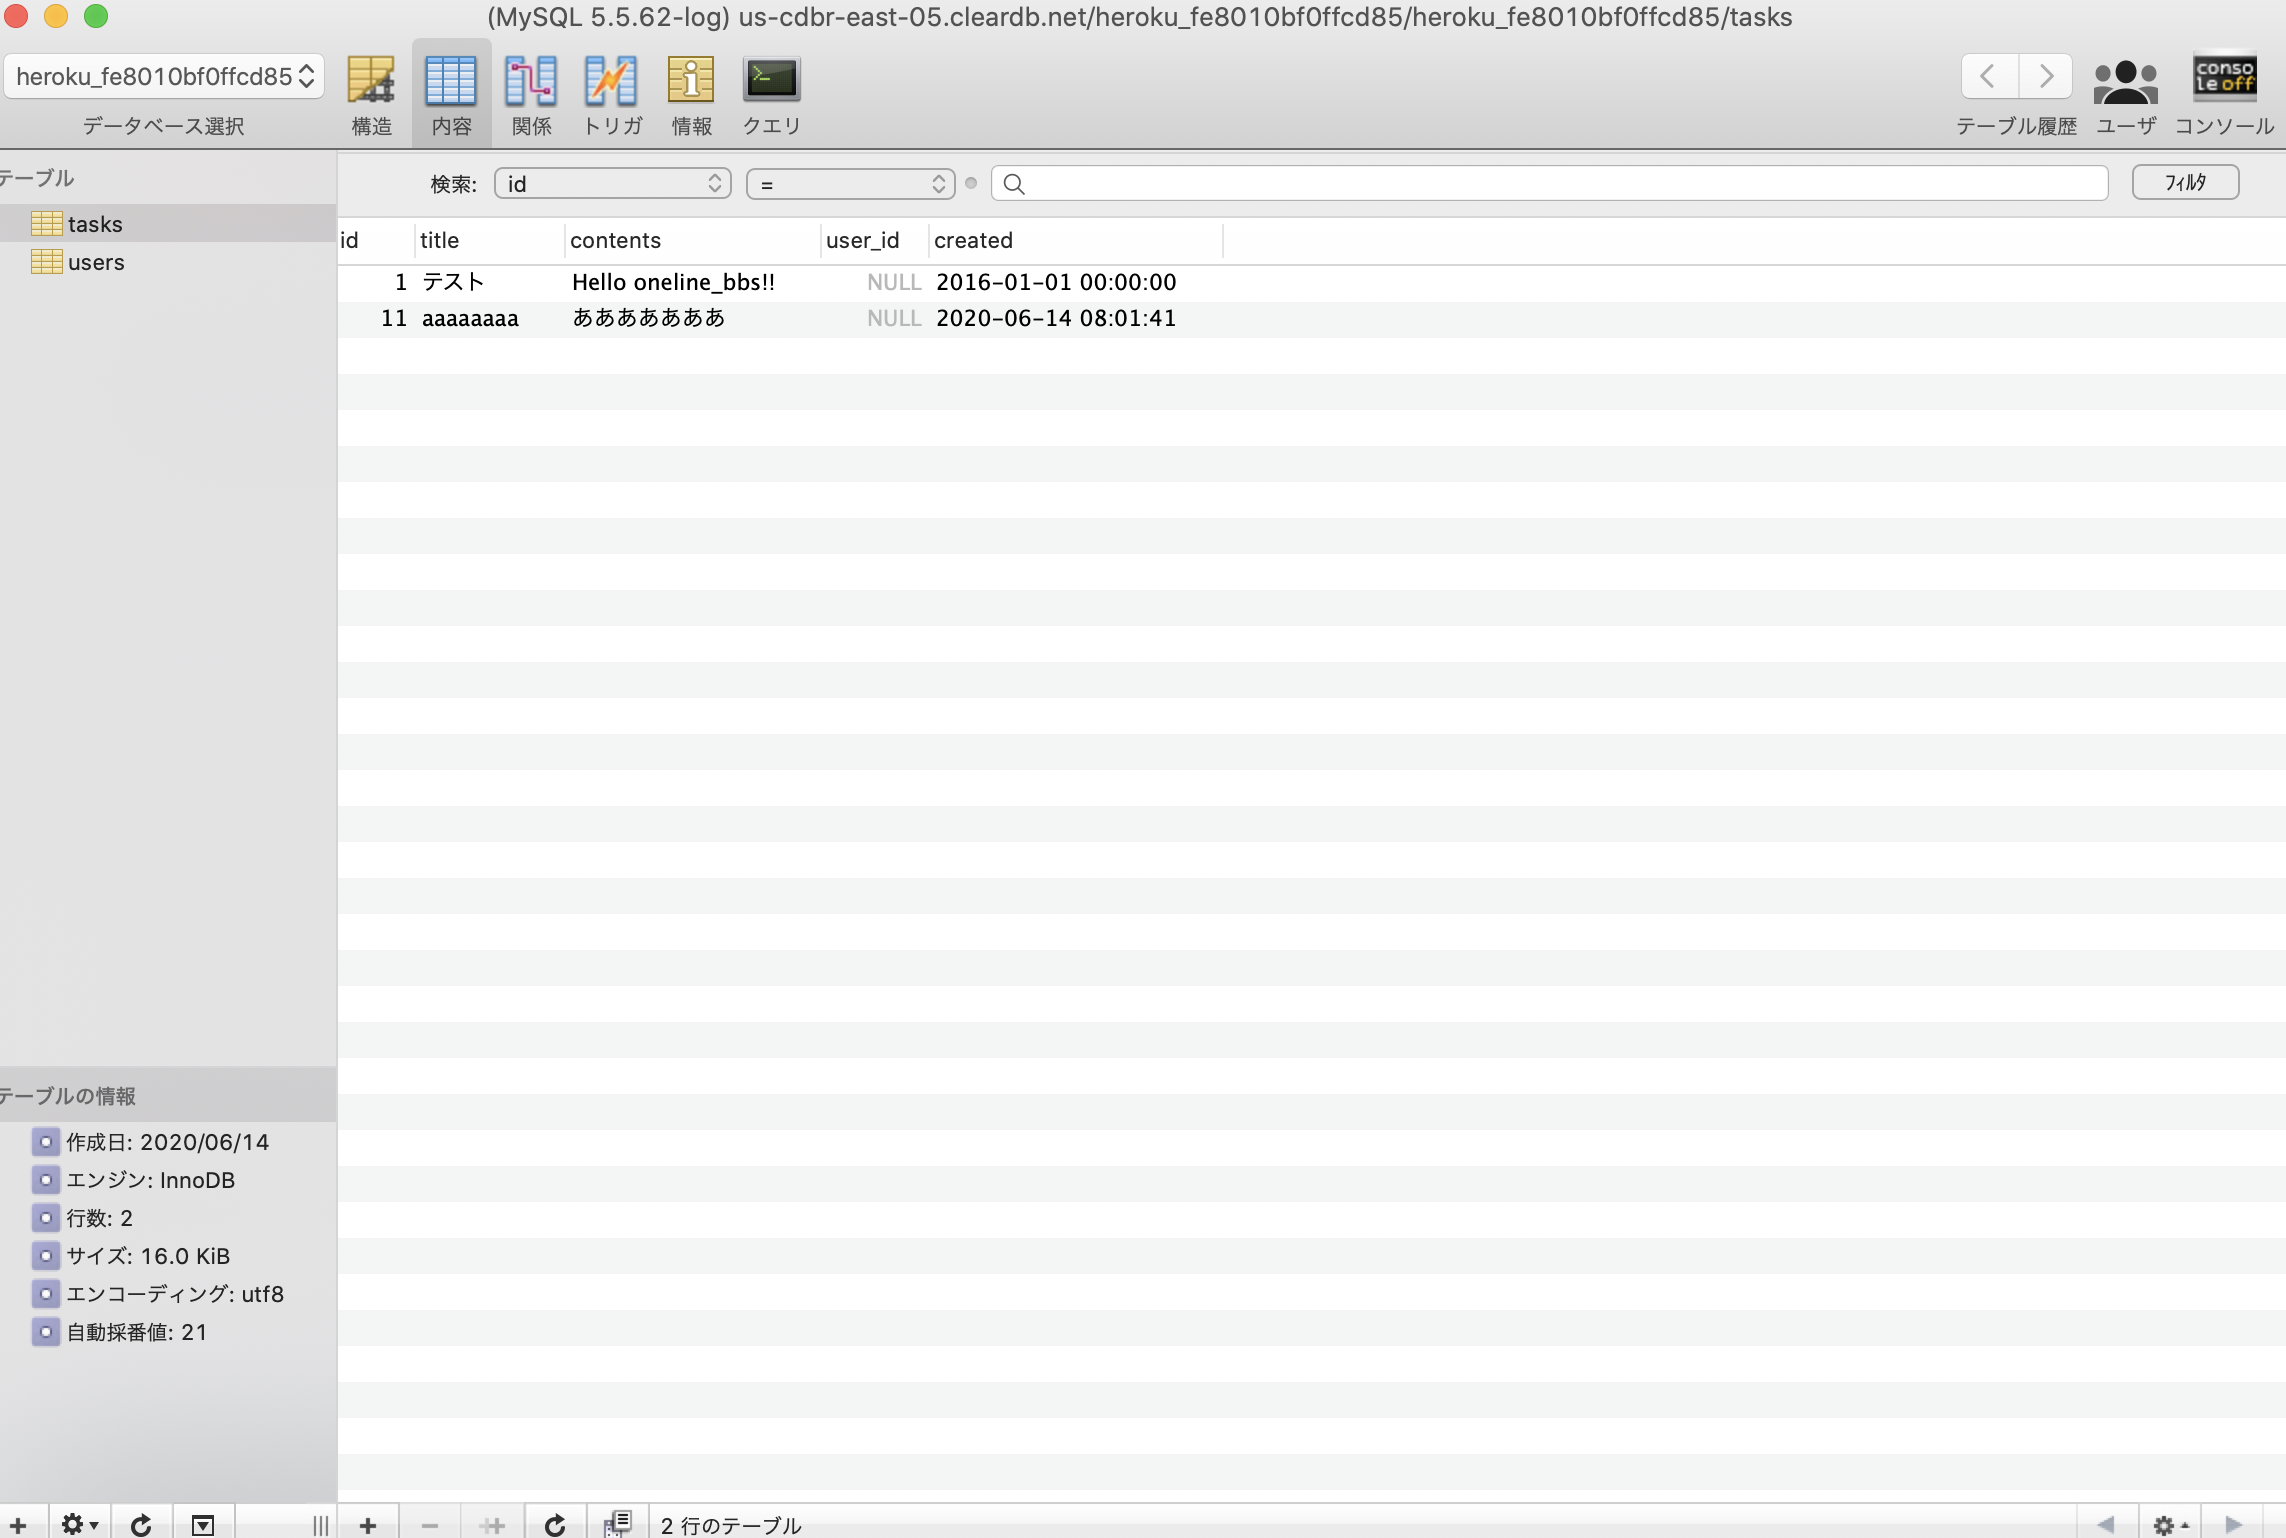 (MySQL 5.5.62-log) us-cdbr-east-05.cleardb.net/heroku_fe8010bf0ffcd85/heroku_fe8010bf0ffcd85/tasks
heroku_fe8010bf0ffcd85
データベース選択
構造
内容
関係
トリガ
情報
クエリ
テーブル履歴
ユーザ
conso
le off
コンソール
テーブル
tasks
users
検索: id = フィルタ
id title contents user_id created
1 テスト Hello oneline_bbs!! NULL 2016-01-01 00:00:00
11 aaaaaaaa あああああああ NULL 2020-06-14 08:01:41
テーブルの情報
作成日: 2020/06/14
エンジン: InnoDB
行数: 2
サイズ: 16.0 KiB
エンコーディング: utf8
自動採番値: 21
2 行のテーブル